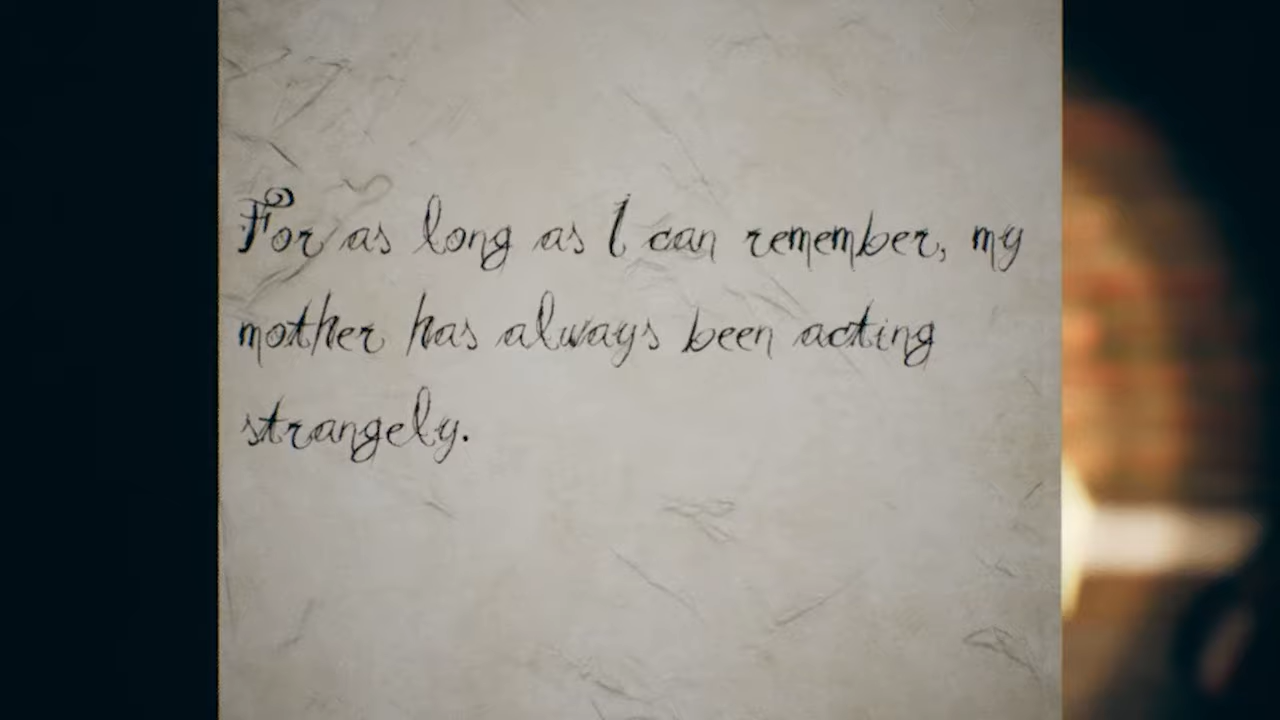 For as long as I can remember, my
mother has always been acting
strangely.